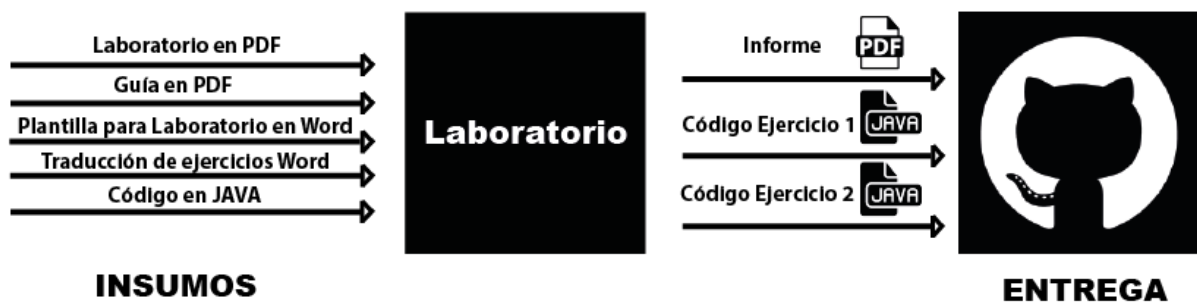 Laboratorio en PDF
Guía en PDF
Plantilla para Laboratorio en Word
Traducción de ejercicios Word
Código en JAVA
INSUMOS
Laboratorio
Informe
PDF
Código Ejercicio 1
JAVA
Código Ejercicio 2
JAVA
ENTREGA